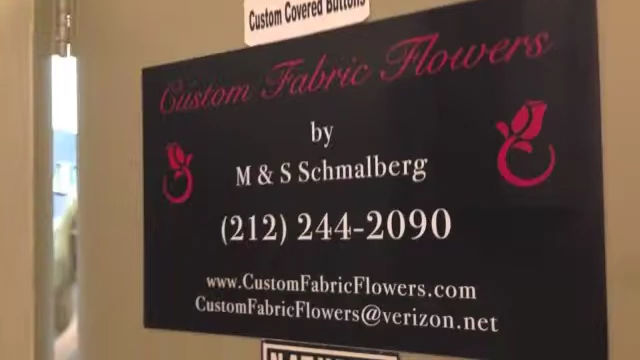 Custom Covered Buttons
Custom Fabric Flowers
by
M & S Schmalberg
(212) 244-2090
www.CustomFabricFlowers.com
CustomFabricFlowers@verizon.net